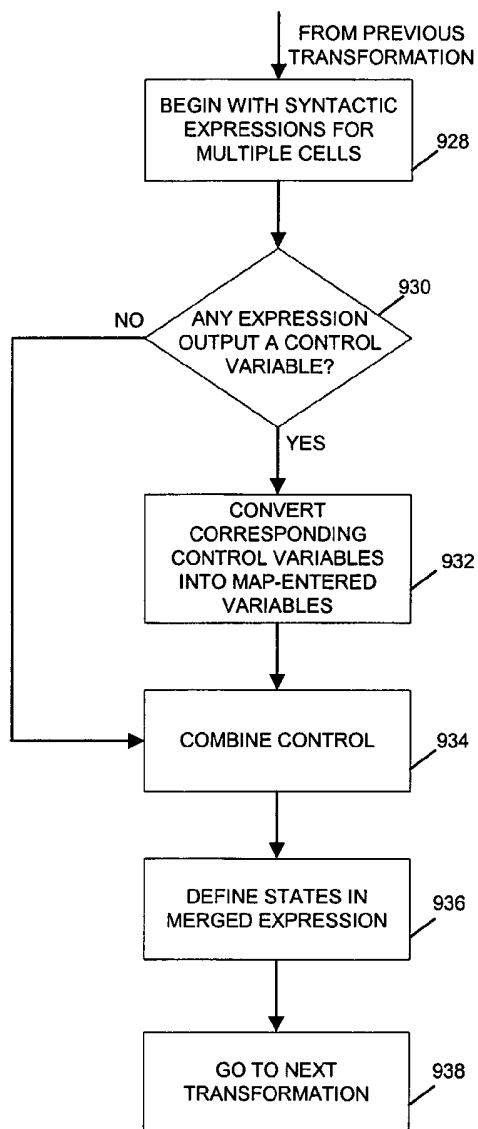 FROM PREVIOUS
TRANSFORMATION
BEGIN WITH SYNTACTIC
EXPRESSIONS FOR
MULTIPLE CELLS
928
930
NO
ANY EXPRESSION
OUTPUT A CONTROL
VARIABLE?
YES
CONVERT
CORRESPONDING
CONTROL VARIABLES
INTO MAP-ENTERED
VARIABLES
932
COMBINE CONTROL
934
DEFINE STATES IN
MERGED EXPRESSION
936
GO TO NEXT
TRANSFORMATION
938